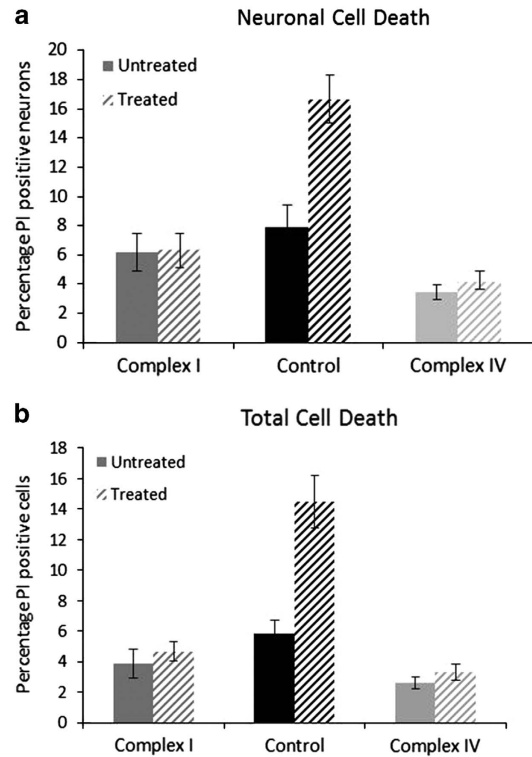 a
Neuronal Cell Death
Percentage PI positiive neurons
20
18
16
14
12
10
8
6
4
2
0
Untreated
Treated
Complex I
Control
Complex IV
b
Total Cell Death
Percentage PI positive cells
18
16
14
12
10
8
6
4
2
0
Untreated
Treated
Complex I
Control
Complex IV